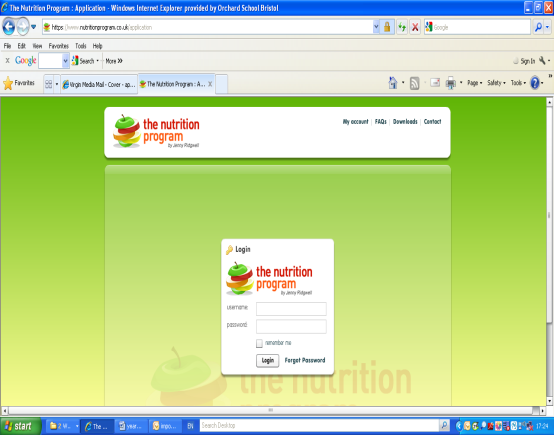 The Nutrition Program : Application - Windows Internet Explorer provided by Orchard School Bristol
https://www.nutritionprogram.co.uk/application
Google
File Edit View Favorites Tools Help
x Google Search More >> Sign In
Favorites Virgin Media Mail - Cover - ap... The Nutrition Program : A... X Page Safety Tools
My account | FAQs | Downloads | Contact
the nutrition
program
by Jenny Ridgwell
Login
the nutrition
program
by Jenny Ridgwell
username:
password:
remember me
Login Forgot Password
the nutrition
start 2 W... The ... year... inpo... EN Search Desktop 17:24